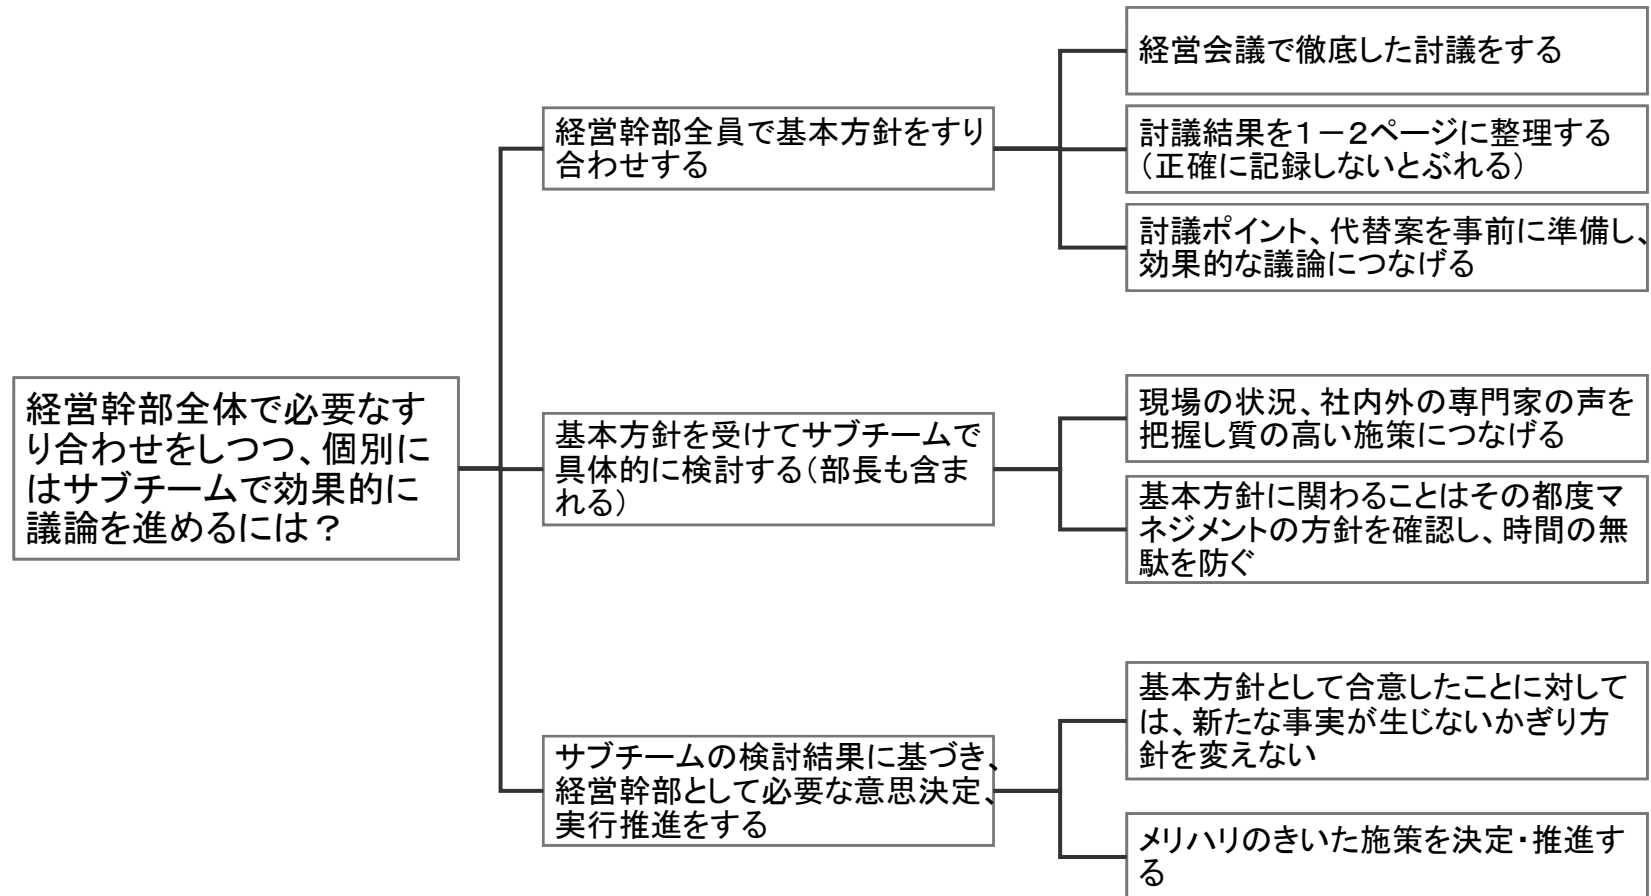 経営幹部全体で必要なす
り合わせをしつつ、個別に
はサブチームで効果的に
議論を進めるには？
経営幹部全員で基本方針をすり
合わせする
経営会議で徹底した討議をする
討議結果を１－２ページに整理する
（正確に記録しないとぶれる）
討議ポイント、代替案を事前に準備し、
効果的な議論につなげる
基本方針を受けてサブチームで
具体的に検討する（部長も含ま
れる）
現場の状況、社内外の専門家の声を
把握し質の高い施策につなげる
基本方針に関わることはその都度マ
ネジメントの方針を確認し、時間の無
駄を防ぐ
サブチームの検討結果に基づき、
経営幹部として必要な意思決定、
実行推進をする
基本方針として合意したことに対して
は、新たな事実が生じないかぎり方
針を変えない
メリハリのきいた施策を決定・推進す
る